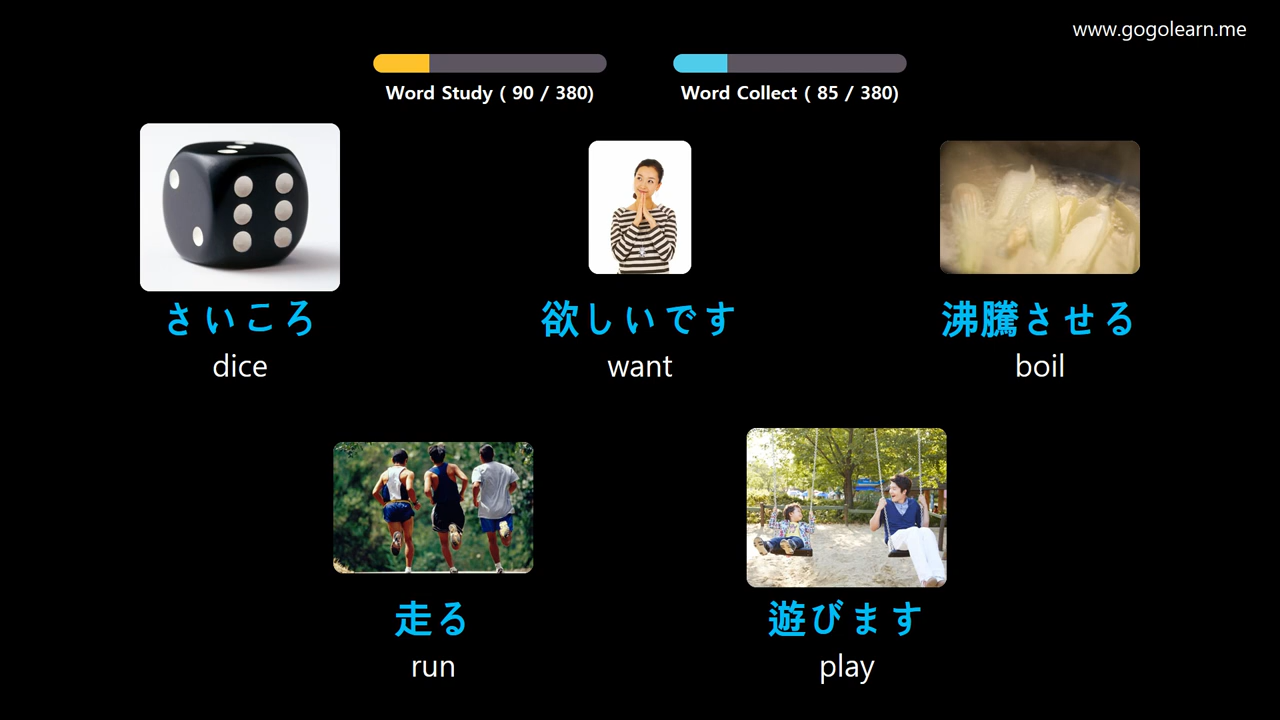 www.gogolearn.me
Word Study ( 90 / 380)
Word Collect ( 85 / 380)
さいころ
dice
欲しいです
want
沸騰させる
boil
走る
run
遊びます
play